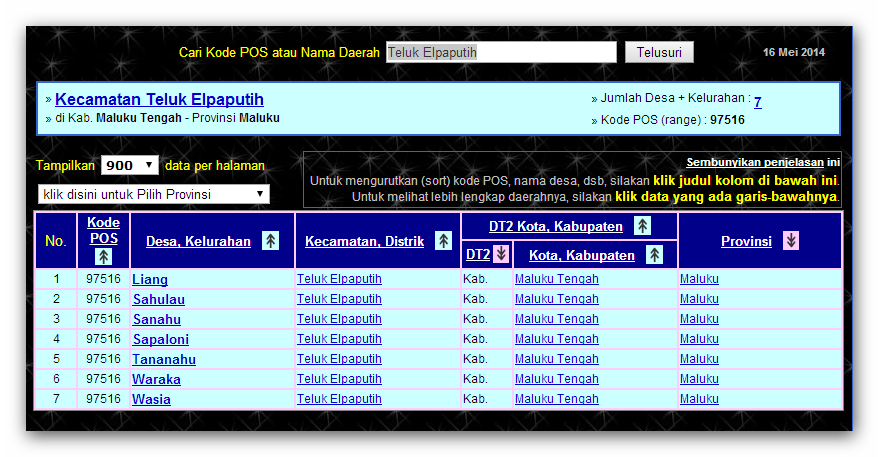 Cari Kode POS atau Nama Daerah Teluk Elpaputih Telusuri 16 Mei 2014
» Kecamatan Teluk Elpaputih » Jumlah Desa + Kelurahan : 7
» di Kab. Maluku Tengah - Provinsi Maluku » Kode POS (range) : 97516
Tampilkan 900 data per halaman
Sembunyikan penjelasan ini
Untuk mengurutkan (sort) kode POS, nama desa, dsb, silakan klik judul kolom di bawah ini.
klik disini untuk Pilih Provinsi
Untuk melihat lebih lengkap daerahnya, silakan klik data yang ada garis-bawahnya.
No. Kode POS Desa, Kelurahan Kecamatan, Distrik DT2 Kota, Kabupaten Provinsi
DT2 Kota, Kabupaten
1 97516 Liang Teluk Elpaputih Kab. Maluku Tengah Maluku
2 97516 Sahulau Teluk Elpaputih Kab. Maluku Tengah Maluku
3 97516 Sanahu Teluk Elpaputih Kab. Maluku Tengah Maluku
4 97516 Sapaloni Teluk Elpaputih Kab. Maluku Tengah Maluku
5 97516 Tananahu Teluk Elpaputih Kab. Maluku Tengah Maluku
6 97516 Waraka Teluk Elpaputih Kab. Maluku Tengah Maluku
7 97516 Wasia Teluk Elpaputih Kab. Maluku Tengah Maluku